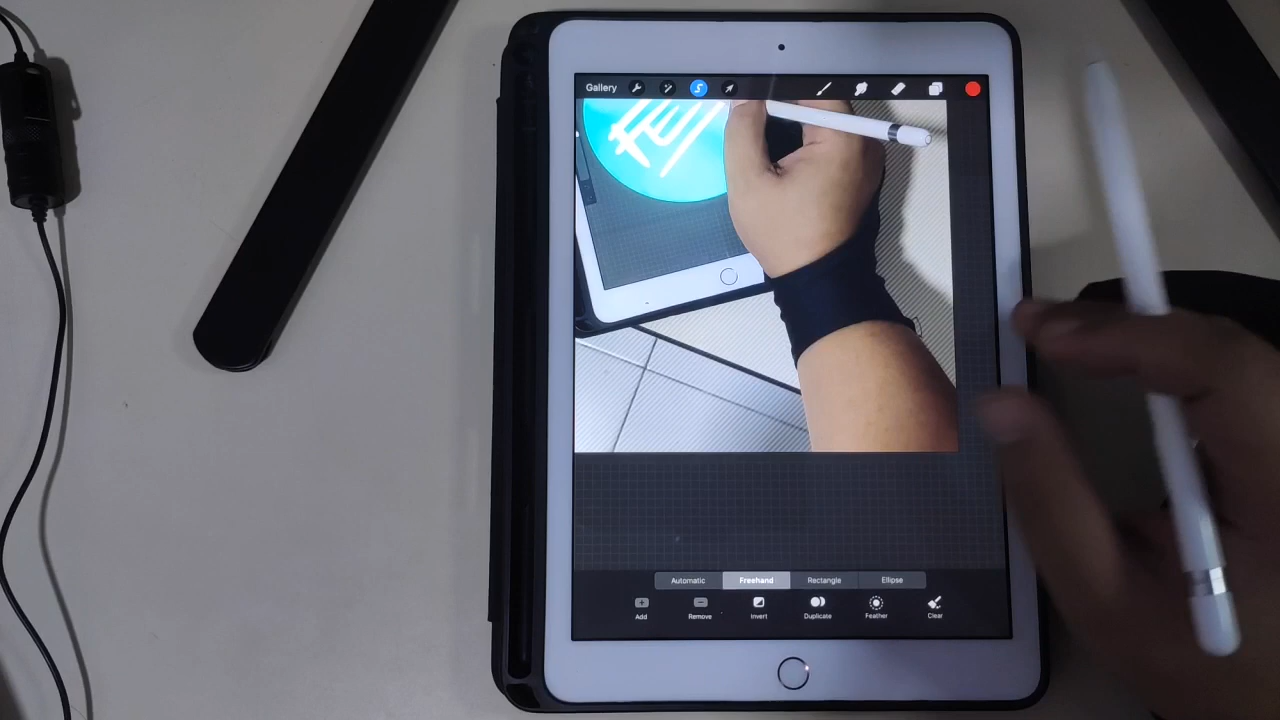 Gallery
Automatic Freehand Rectangle Ellipse
Add Remove Invert Duplicate Feather Clear